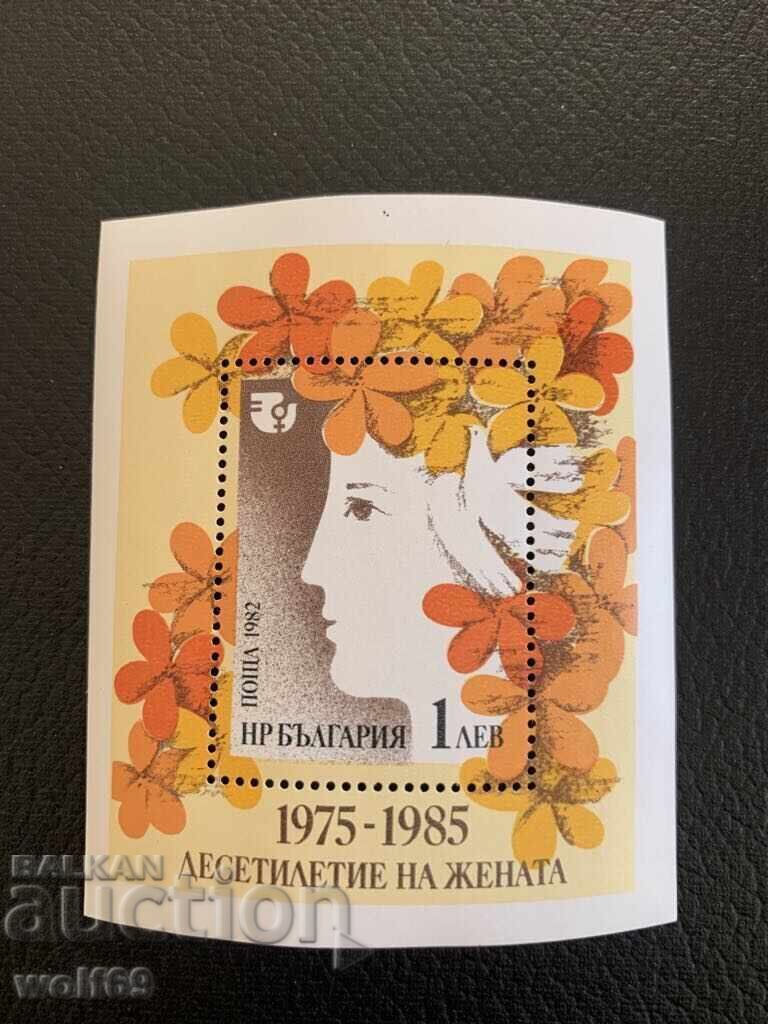 ПОЩА 1982
НР БЪЛГАРИЯ 1 ЛЕВ
1975-1985
ДЕСЕТИЛЕТИЕ НА ЖЕНАТА
BALKAN
auction
wolf69